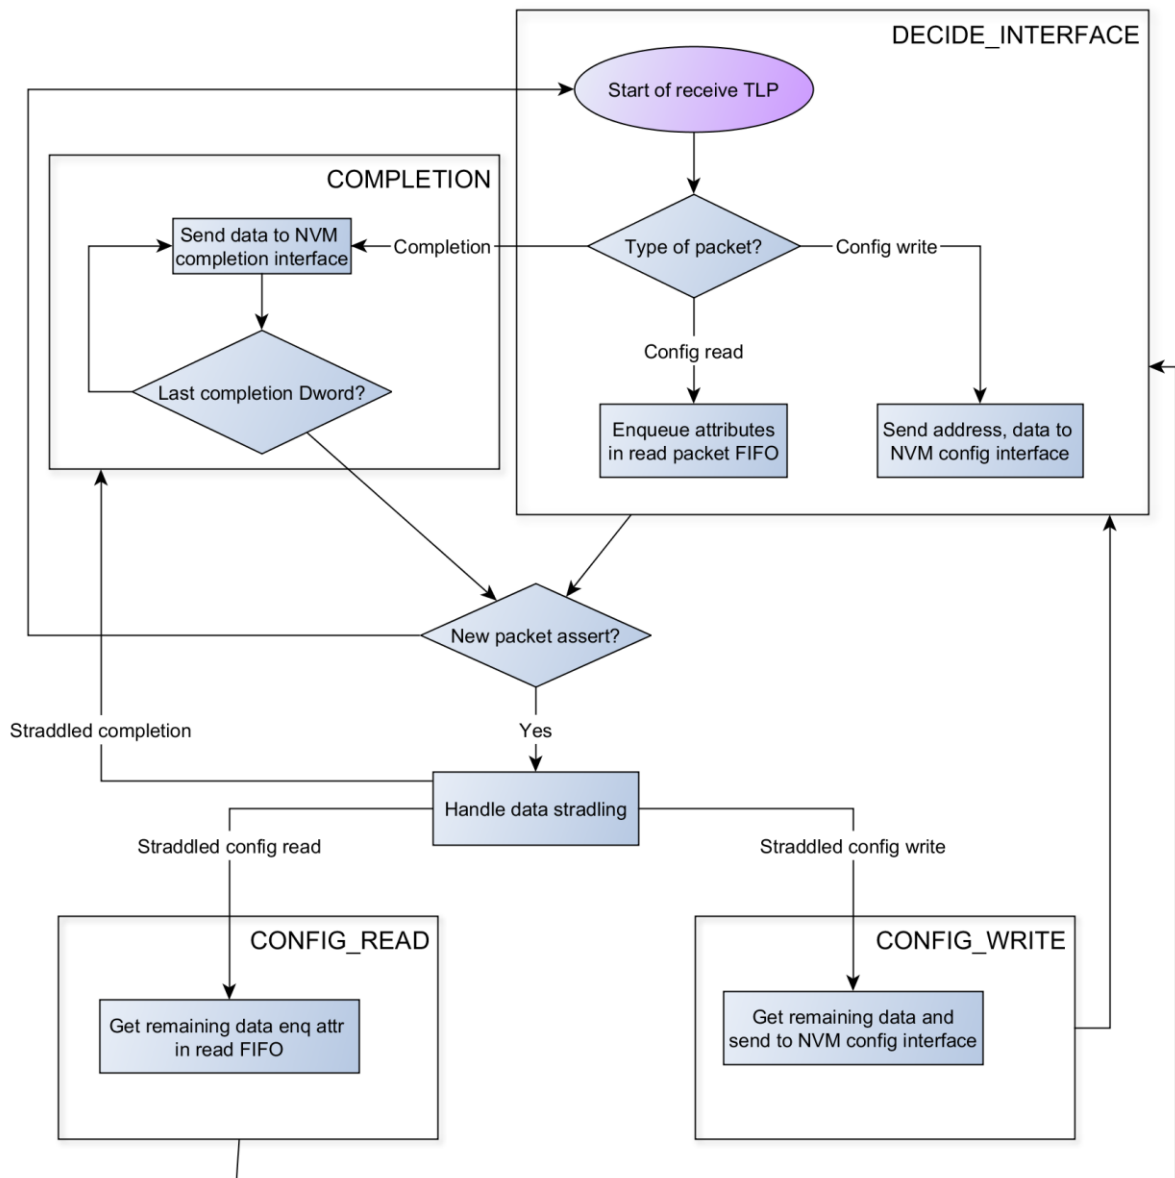 DECIDE_INTERFACE
Start of receive TLP
COMPLETION
Send data to NVM
completion interface
Completion
Type of packet?
Config write
Config read
Last completion Dword?
Enqueue attributes
in read packet FIFO
Send address, data to
NVM config interface
New packet assert?
Straddled completion
Yes
Handle data stradling
Straddled config read
Straddled config write
CONFIG_READ
CONFIG_WRITE
Get remaining data enq attr
in read FIFO
Get remaining data and
send to NVM config interface